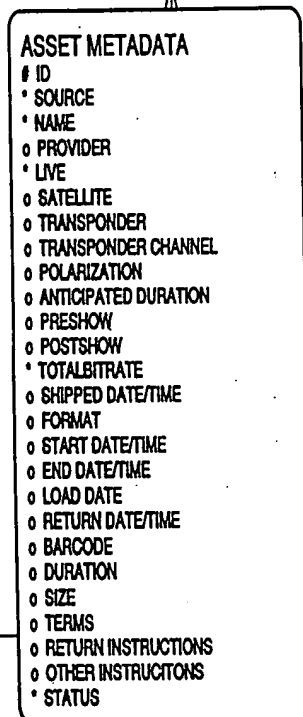 ASSET METADATA
# ID
* SOURCE
* NAME
o PROVIDER
* LIVE
o SATELLITE
o TRANSPONDER
o TRANSPONDER CHANNEL
o POLARIZATION
o ANTICIPATED DURATION
o PRESHOW
o POSTSHOW
* TOTALBITRATE
o SHIPPED DATE/TIME
o FORMAT
o START DATE/TIME
o END DATE/TIME
o LOAD DATE
o RETURN DATE/TIME
o BARCODE
o DURATION
o SIZE
o TERMS
o RETURN INSTRUCTIONS
o OTHER INSTRUCITONS
* STATUS